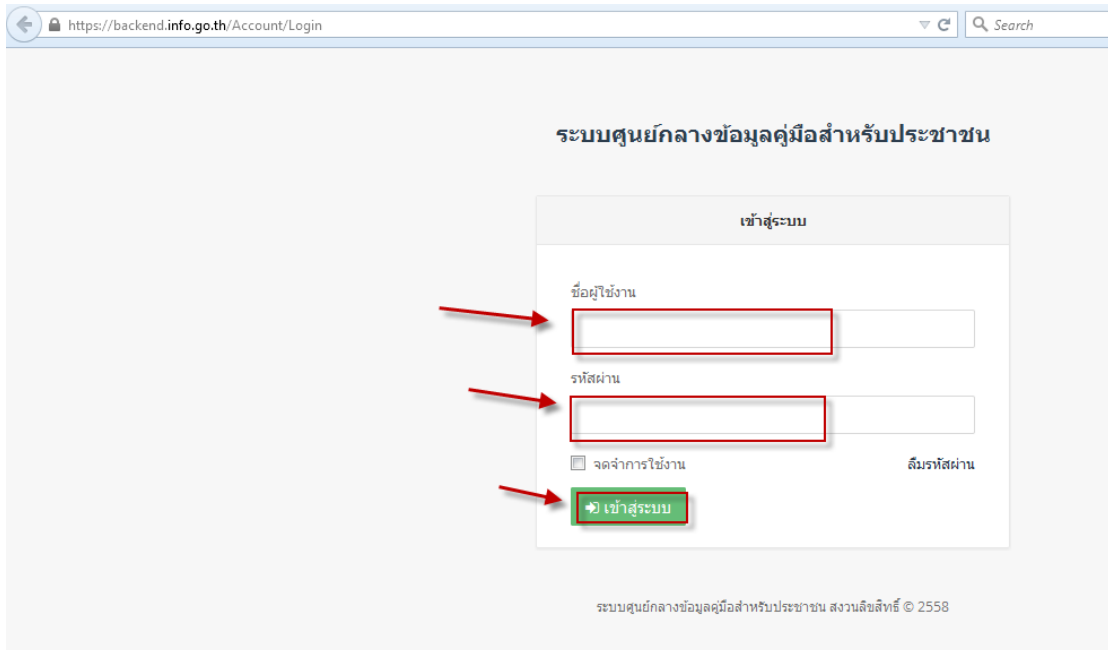 https://backend.info.go.th/Account/Login
Search
ระบบศูนย์กลางข้อมูลคู่มือสำหรับประชาชน
เข้าสู่ระบบ
ชื่อผู้ใช้งาน
รหัสผ่าน
จดจำการใช้งาน
ลืมรหัสผ่าน
เข้าสู่ระบบ
ระบบศูนย์กลางข้อมูลคู่มือสำหรับประชาชน สงวนลิขสิทธิ์ © 2558